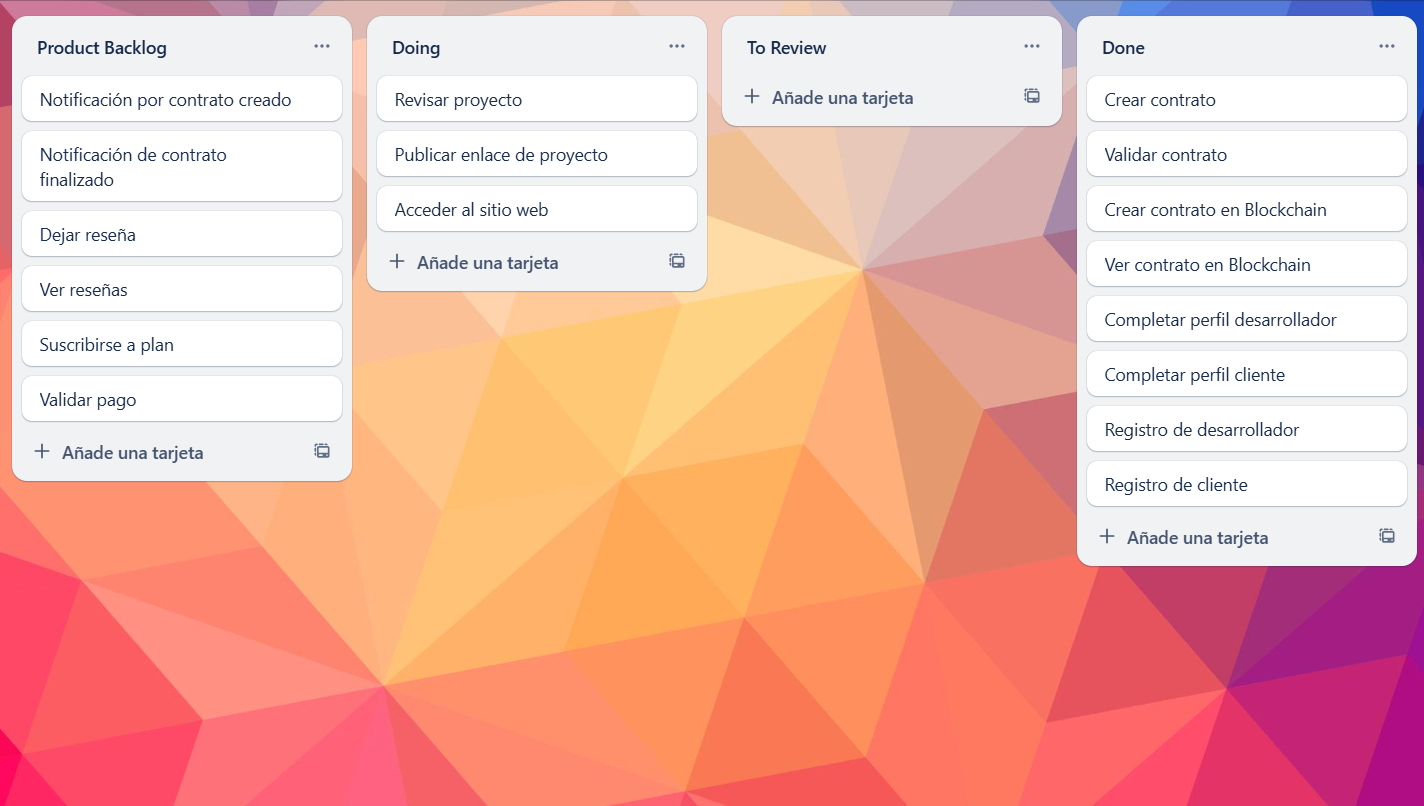 Product Backlog
Notificación por contrato creado
Notificación de contrato
finalizado
Dejar reseña
Ver reseñas
Suscribirse a plan
Validar pago
Añade una tarjeta
Doing
Revisar proyecto
Publicar enlace de proyecto
Acceder al sitio web
Añade una tarjeta
To Review
Añade una tarjeta
Done
Crear contrato
Validar contrato
Crear contrato en Blockchain
Ver contrato en Blockchain
Completar perfil desarrollador
Completar perfil cliente
Registro de desarrollador
Registro de cliente
Añade una tarjeta